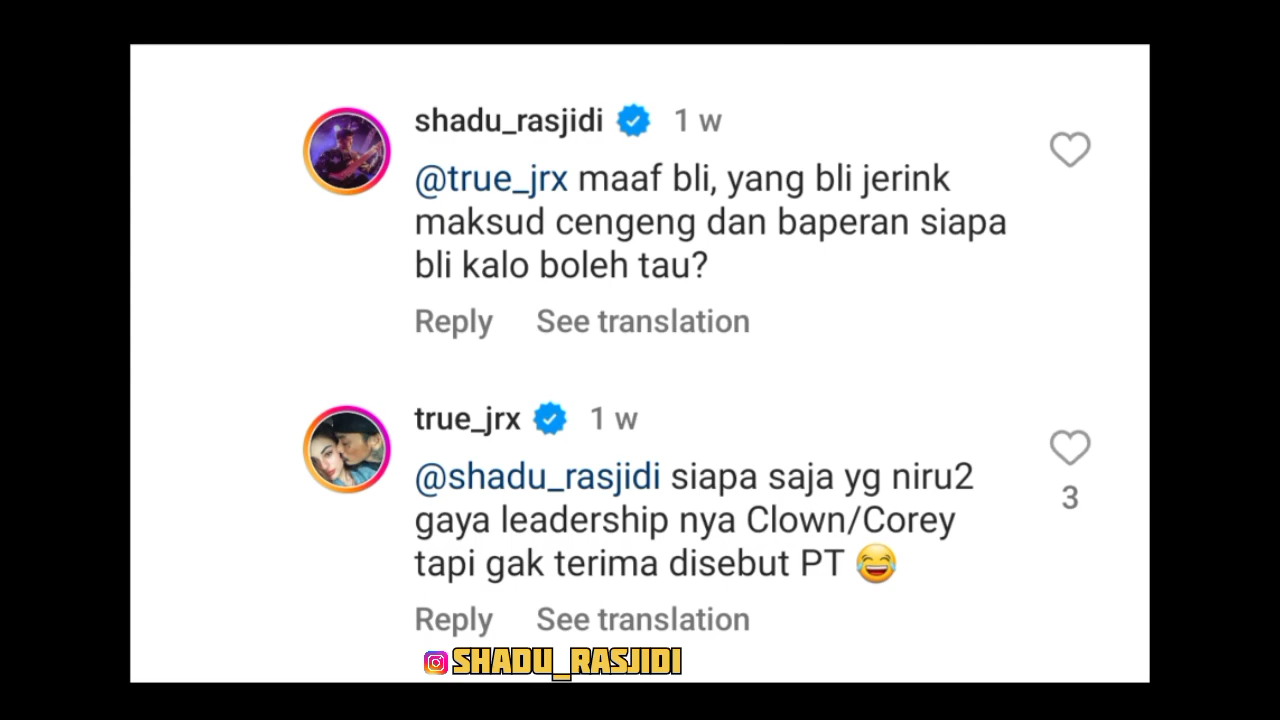 shadu_rasjidi 1 w
@true_jrx maaf bli, yang bli jerink
maksud cengeng dan baperan siapa
bli kalo boleh tau?
Reply See translation
true_jrx 1 w
@shadu_rasjidi siapa saja yg niru2
gaya leadership nya Clown/Corey
3
tapi gak terima disebut PT 😂
Reply See translation
SHADU_RASJIDI